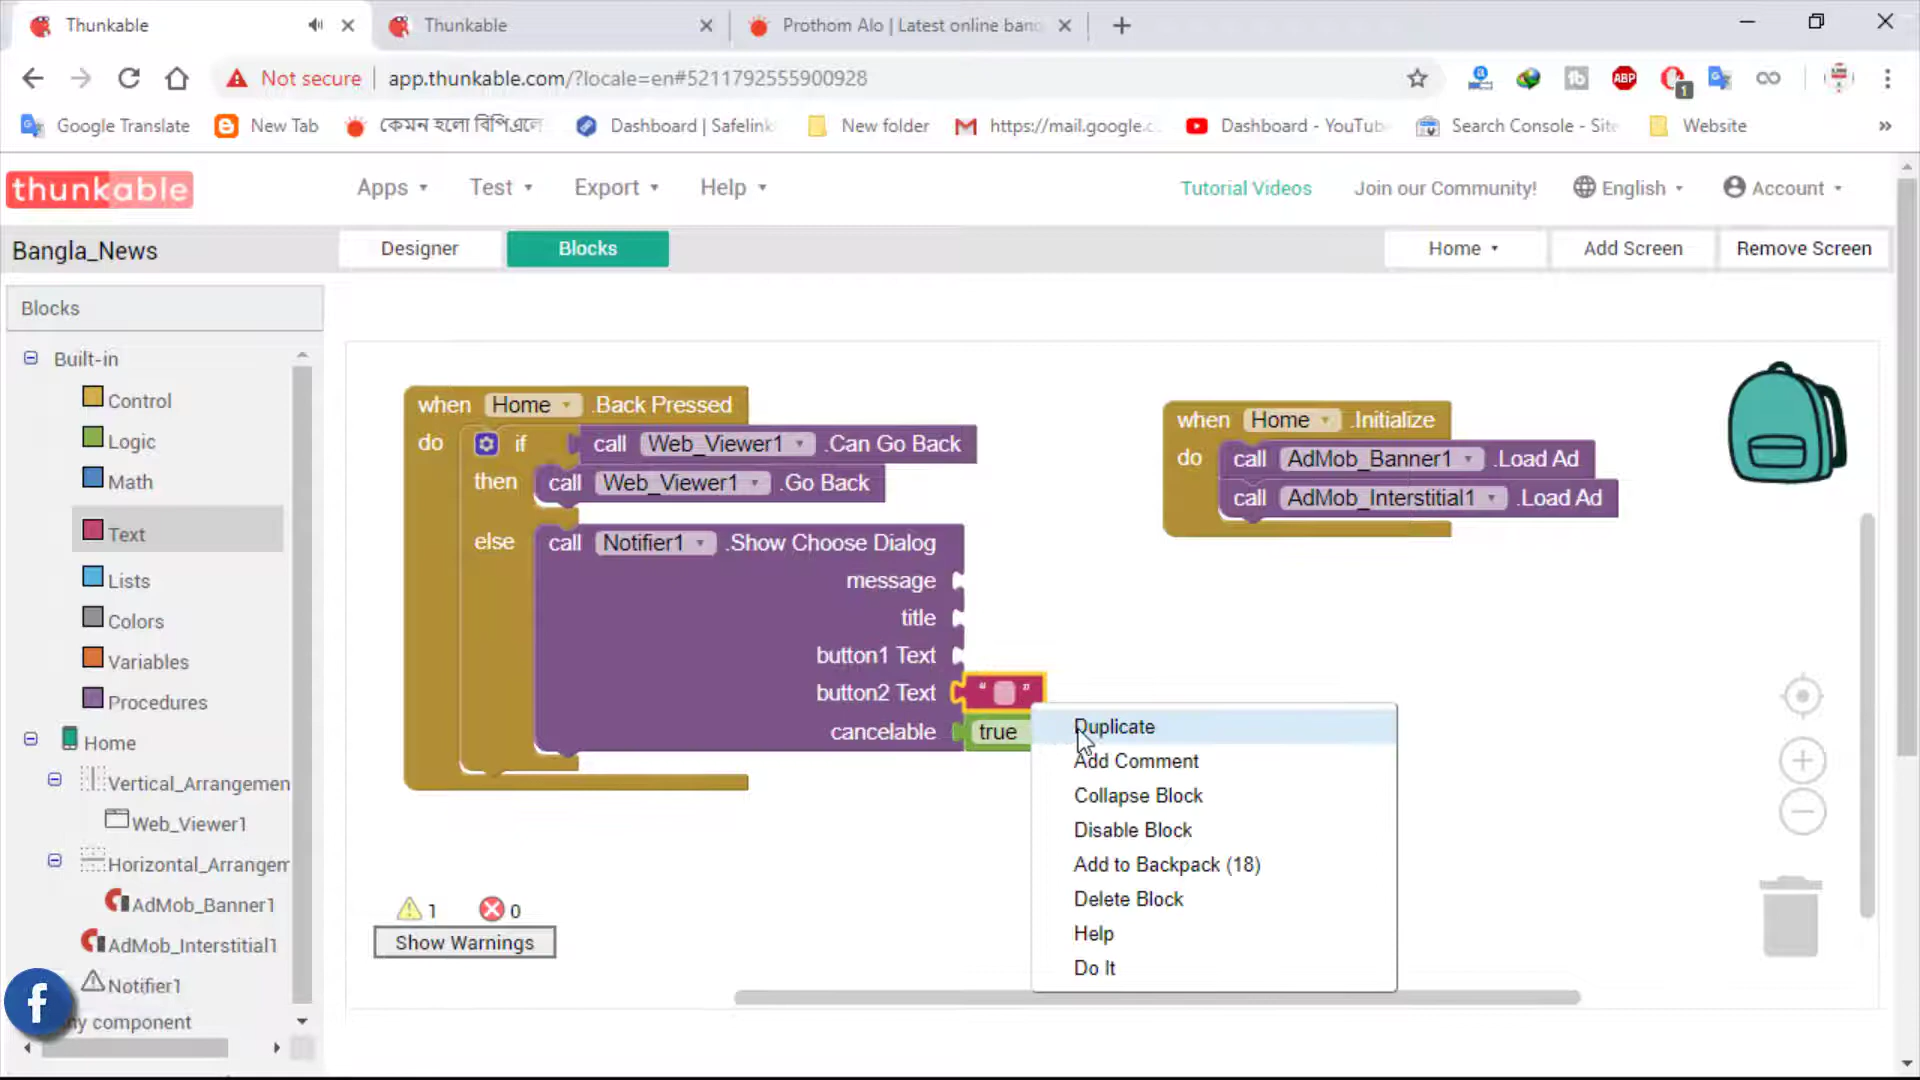 Thunkable
Thunkable
Prothom Alo | Latest online bang
Not secure
app.thunkable.com/?locale=en#5211792555900928
ABP
1
Google Translate
New Tab
কেমন হলো বিপিএলে
Dashboard | Safelink
New folder
https://mail.google.c
Dashboard - YouTub
Search Console - Site
Website
thunkable
Apps
Test
Export
Help
Tutorial Videos
Join our Community!
English
Account
Bangla_News
Designer
Blocks
Home
Add Screen
Remove Screen
Blocks
Built-in
Control
Logic
Math
Text
Lists
Colors
Variables
Procedures
Home
Vertical_Arrangemen
Web_Viewer1
Horizontal_Arrangem
AdMob_Banner1
AdMob_Interstitial1
Notifier1
ny component
when Home .Back Pressed
do if call Web_Viewer1 .Can Go Back
then call Web_Viewer1 .Go Back
else call Notifier1 .Show Choose Dialog
message
title
button1 Text
button2 Text “ ”
cancelable true
when Home .Initialize
do call AdMob_Banner1 .Load Ad
call AdMob_Interstitial1 .Load Ad
Duplicate
Add Comment
Collapse Block
Disable Block
Add to Backpack (18)
Delete Block
Help
Do It
1 0
Show Warnings